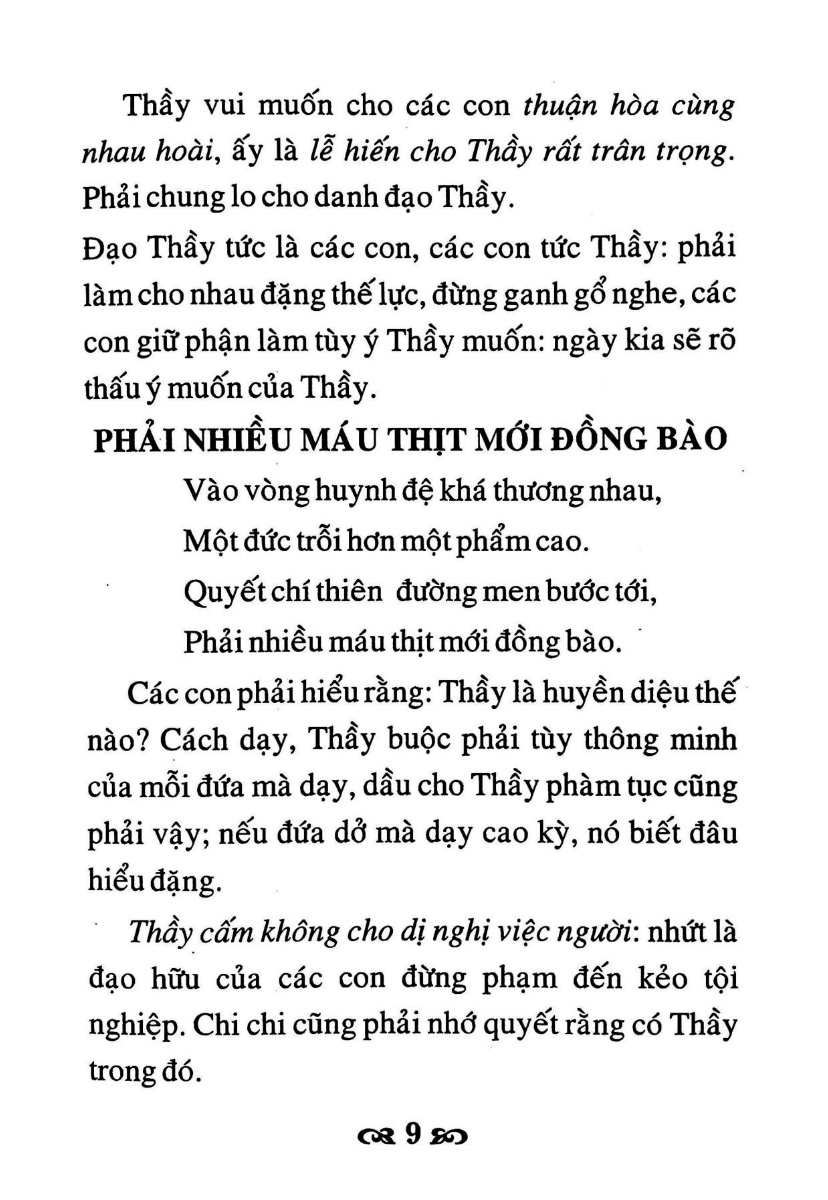 Thầy vui muốn cho các con thuận hòa cùng
nhau hoài, ấy là lễ hiến cho Thầy rất trân trọng.
Phải chung lo cho danh đạo Thầy.
Đạo Thầy tức là các con, các con tức Thầy: phải
làm cho nhau đặng thế lực, đừng ganh gổ nghe, các
con giữ phận làm tùy ý Thầy muốn: ngày kia sẽ rõ
thấu ý muốn của Thầy.
PHẢI NHIỀU MÁU THỊT MỚI ĐỒNG BÀO
Vào vòng huynh đệ khá thương nhau,
Một đức trỗi hơn một phẩm cao.
Quyết chí thiên đường men bước tới,
Phải nhiều máu thịt mới đồng bào.
Các con phải hiểu rằng: Thầy là huyền diệu thế
nào? Cách dạy, Thầy buộc phải tùy thông minh
của mỗi đứa mà dạy, dầu cho Thầy phàm tục cũng
phải vậy; nếu đứa dở mà dạy cao kỳ, nó biết đâu
hiểu đặng.
Thầy cấm không cho dị nghị việc người: nhứt là
đạo hữu của các con đừng phạm đến kẻo tội
nghiệp. Chi chi cũng phải nhớ quyết rằng có Thầy
trong đó.
9